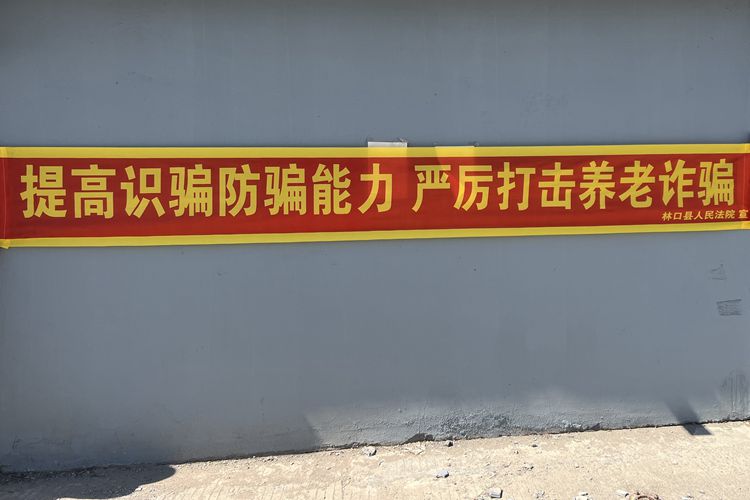 提高识骗防骗能力 严厉打击养老诈骗
林口县人民法院 宣